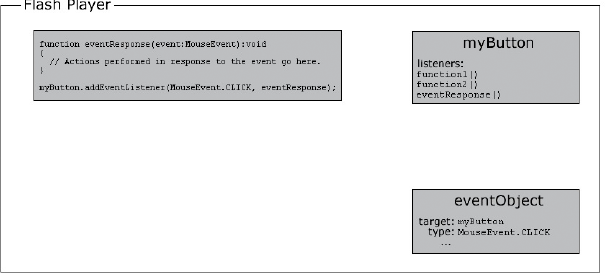 Flash Player
function eventResponse(event:MouseEvent):void
{
// Actions performed in response to the event go here.
}
myButton.addEventListener(MouseEvent.CLICK, eventResponse);
myButton
listeners:
function1()
function2()
eventResponse()
eventObject
target: myButton
type: MouseEvent.CLICK
...